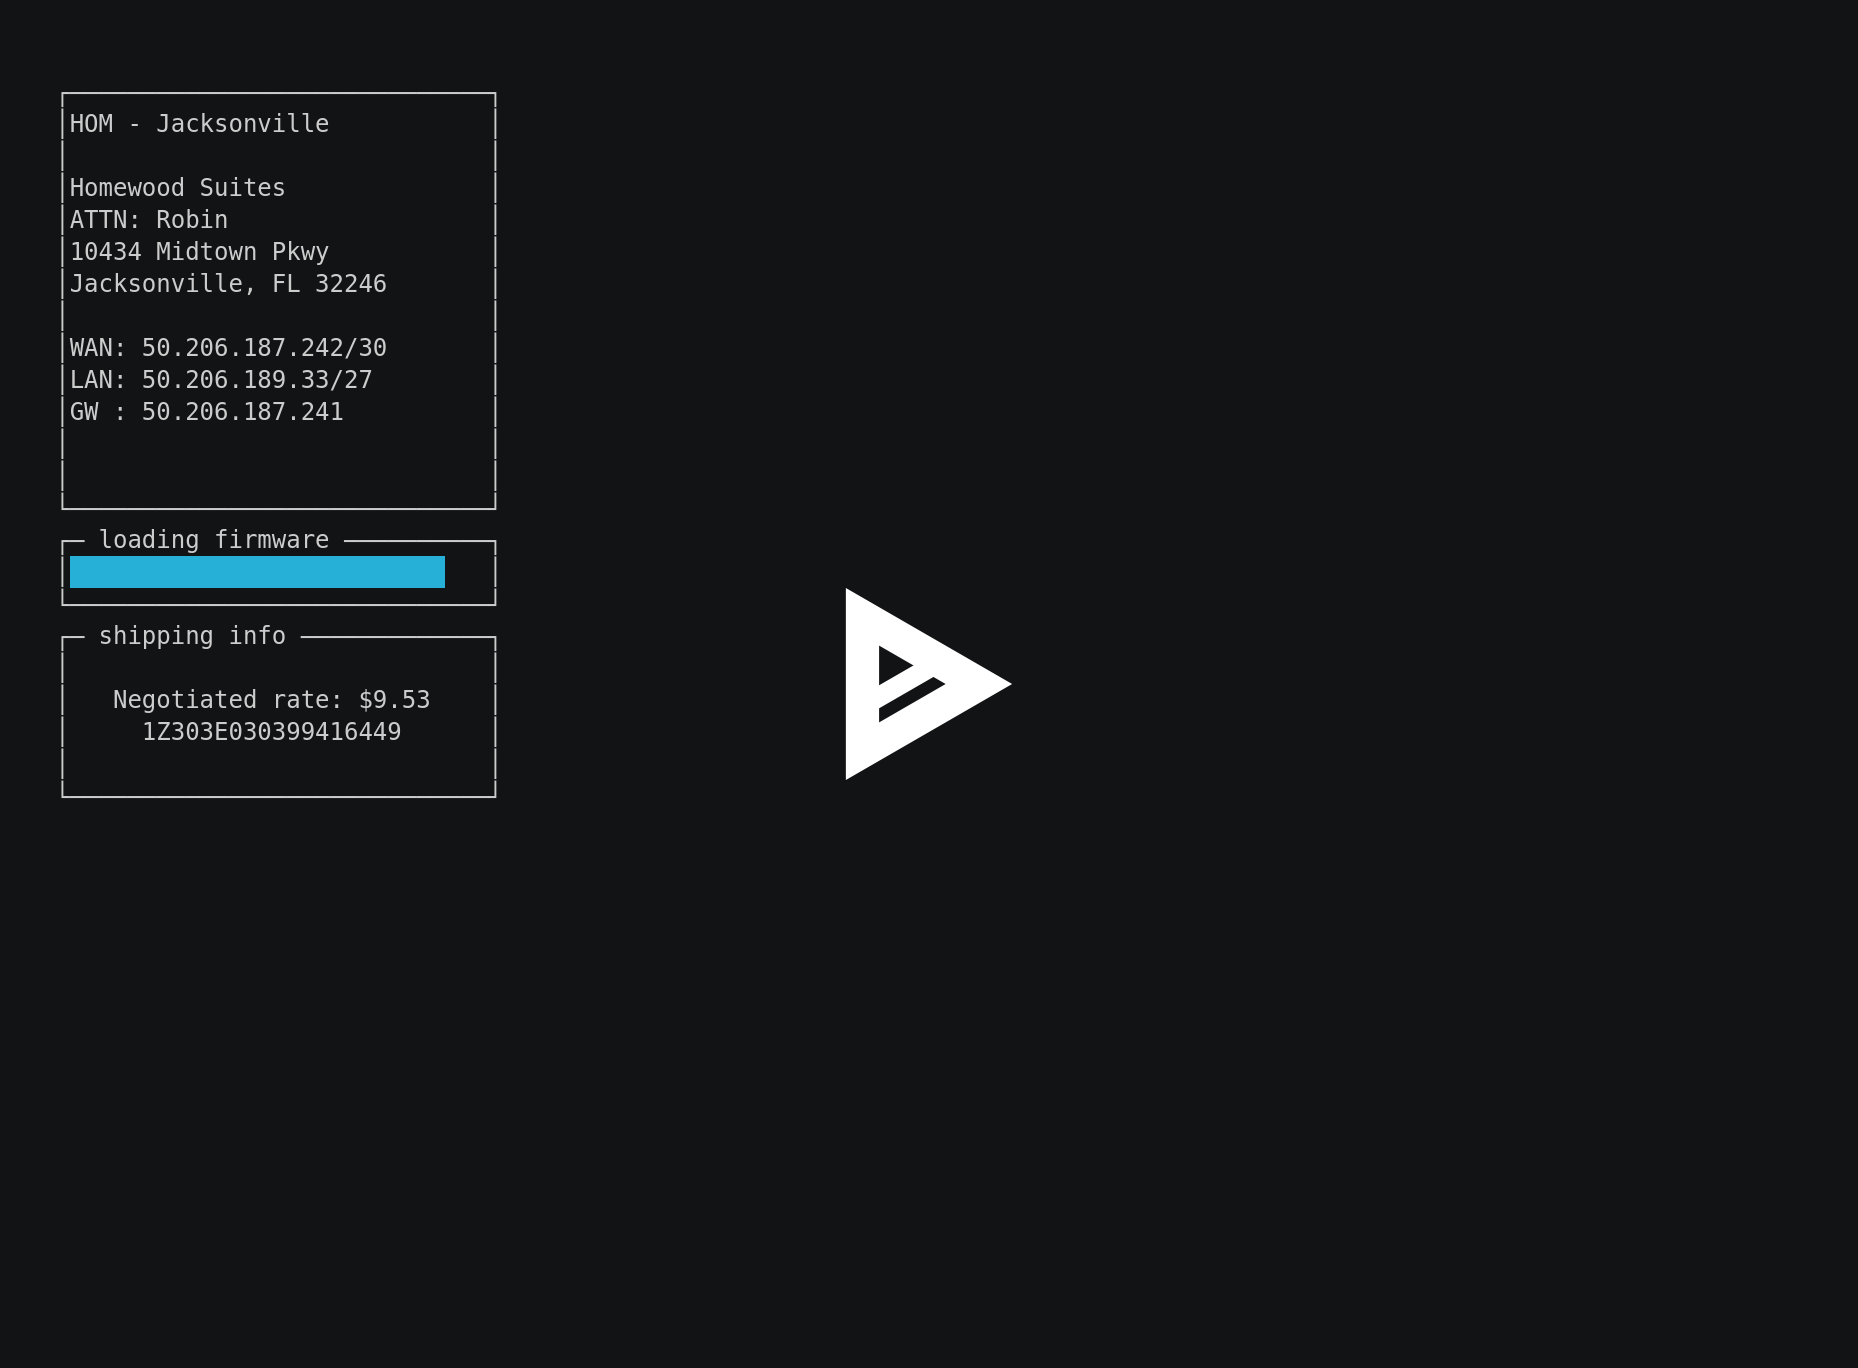 HOM - Jacksonville
Homewood Suites
ATTN: Robin
10434 Midtown Pkwy
Jacksonville, FL 32246
WAN: 50.206.187.242/30
LAN: 50.206.189.33/27
GW : 50.206.187.241
loading firmware
shipping info
Negotiated rate: $9.53
1Z303E030399416449